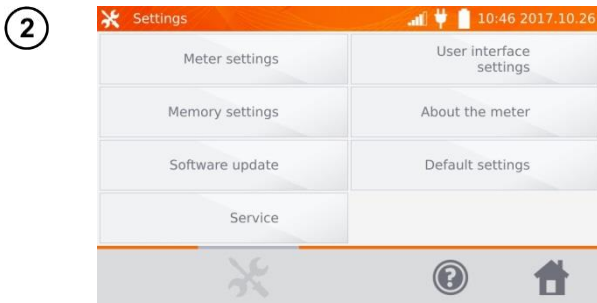 2
Settings
10:46 2017.10.26
Meter settings
User interface
settings
Memory settings
About the meter
Software update
Default settings
Service
?